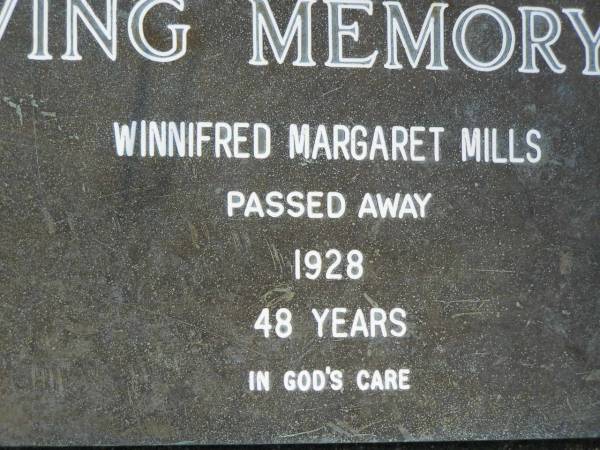 VING MEMORY
WINNIFRED MARGARET MILLS
PASSED AWAY
1928
48 YEARS
IN GOD'S CARE